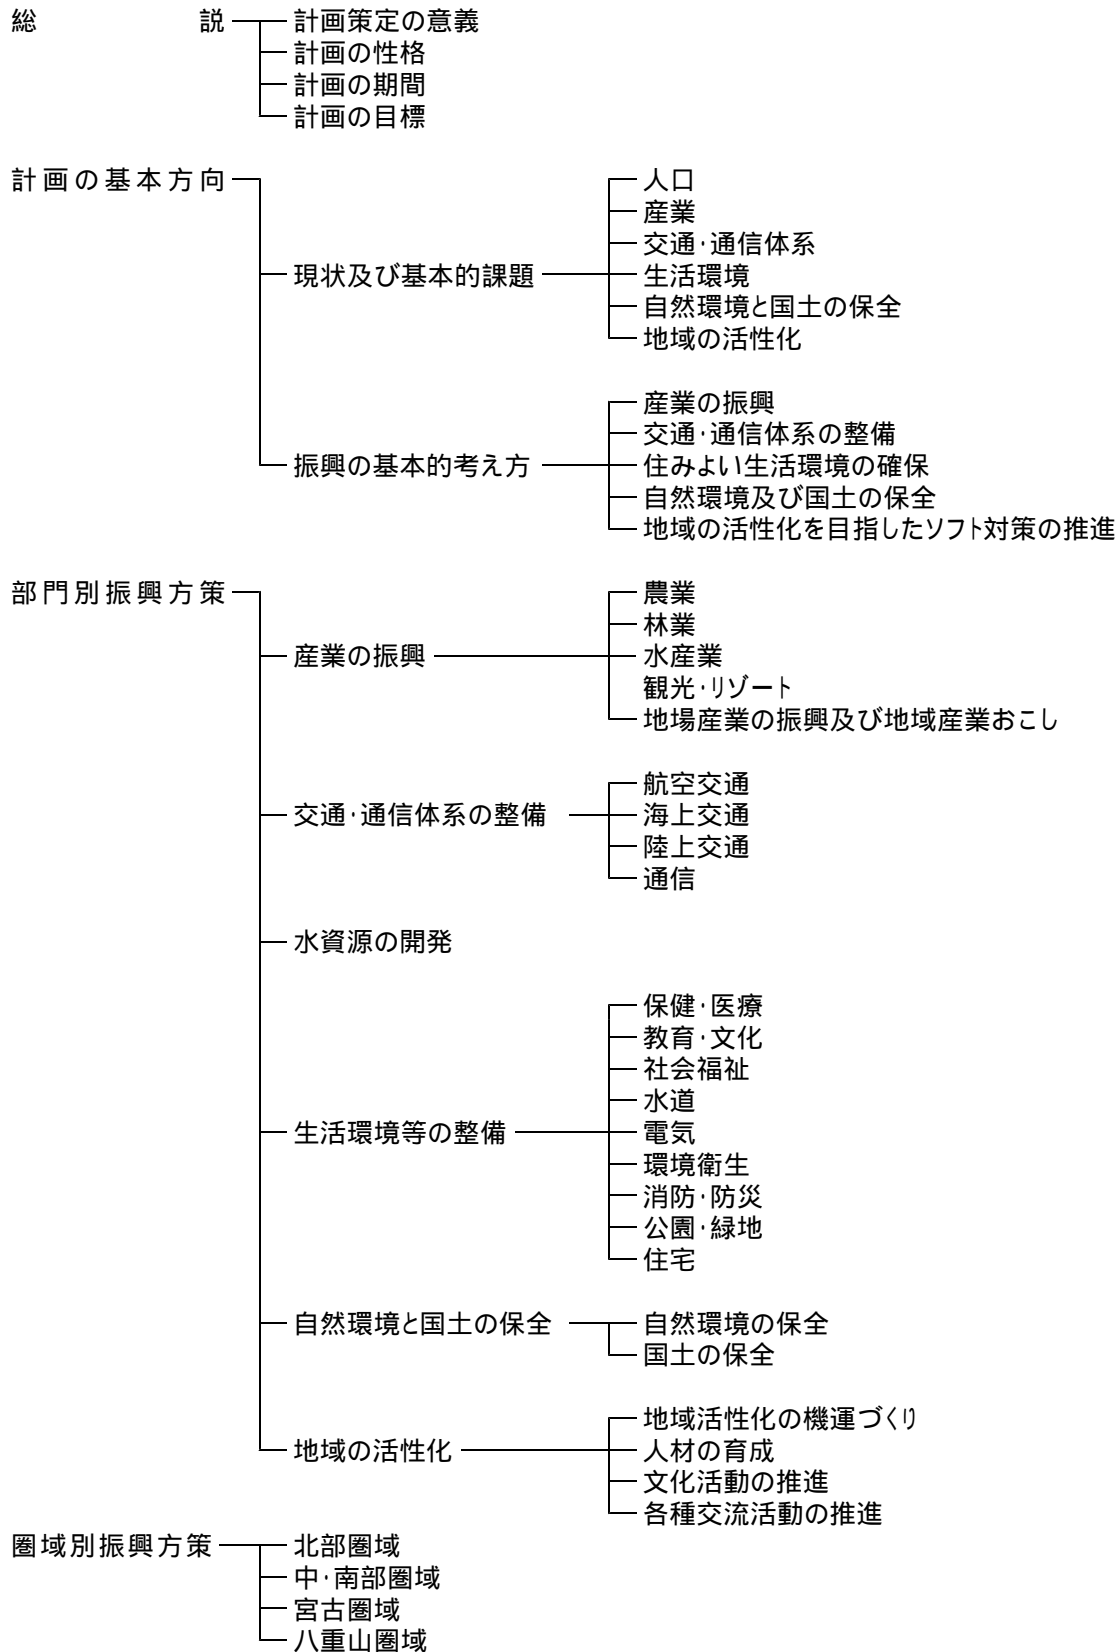 総説 計画策定の意義
計画の性格
計画の期間
計画の目標
計画の基本方向
人口
産業
交通・通信体系
現状及び基本的課題 生活環境
自然環境と国土の保全
地域の活性化
産業の振興
交通・通信体系の整備
振興の基本的考え方 住みよい生活環境の確保
自然環境及び国土の保全
地域の活性化を目指したソフト対策の推進
部門別振興方策 農業
林業
産業の振興 水産業
観光・リゾート
地場産業の振興及び地域産業おこし
航空交通
交通・通信体系の整備 海上交通
陸上交通
通信
水資源の開発
保健・医療
教育・文化
社会福祉
水道
生活環境等の整備 電気
環境衛生
消防・防災
公園・緑地
住宅
自然環境と国土の保全 自然環境の保全
国土の保全
地域活性化の機運づくり
地域の活性化 人材の育成
文化活動の推進
各種交流活動の推進
圏域別振興方策 北部圏域
中・南部圏域
宮古圏域
八重山圏域